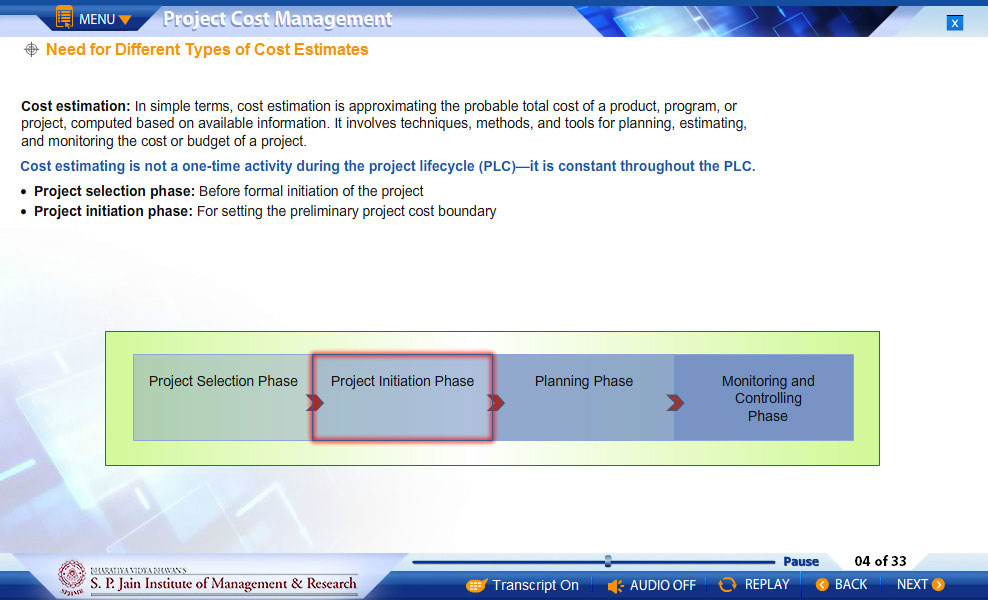 MENU
Project Cost Management
x
Need for Different Types of Cost Estimates
Cost estimation: In simple terms, cost estimation is approximating the probable total cost of a product, program, or
project, computed based on available information. It involves techniques, methods, and tools for planning, estimating,
and monitoring the cost or budget of a project.
Cost estimating is not a one-time activity during the project lifecycle (PLC)—it is constant throughout the PLC.
• Project selection phase: Before formal initiation of the project
• Project initiation phase: For setting the preliminary project cost boundary
Project Selection Phase
Project Initiation Phase
Planning Phase
Monitoring and
Controlling
Phase
BHARATIYA VIDYA BHAVAN'S
S. P. Jain Institute of Management & Research
SPJIMR
Pause
04 of 33
Transcript On
AUDIO OFF
REPLAY
BACK
NEXT